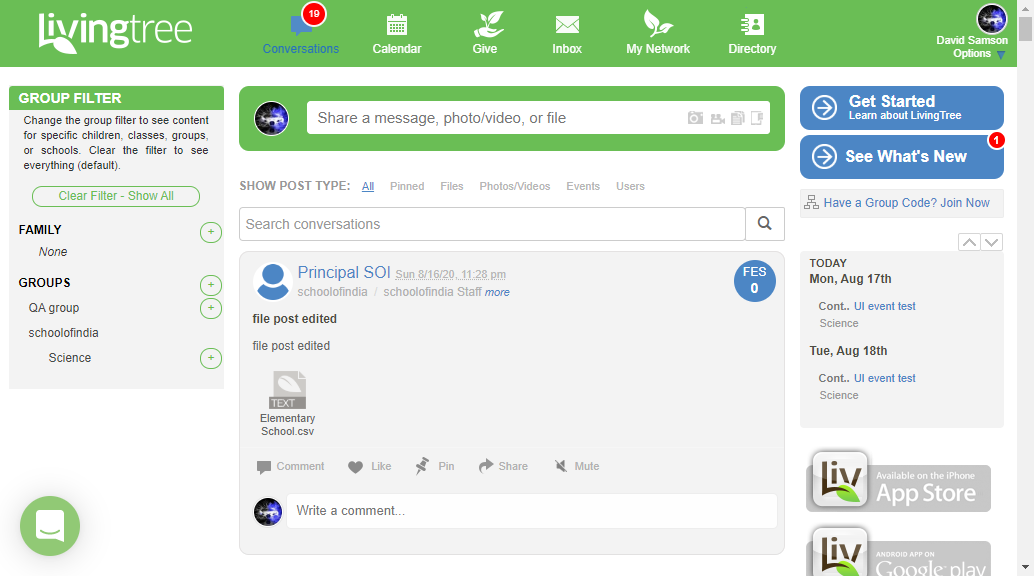 livingtree
19
Conversations
Calendar
Give
Inbox
My Network
Directory
David Samson
Options
GROUP FILTER
Change the group filter to see content
for specific children, classes, groups,
or schools. Clear the filter to see
everything (default).
Clear Filter - Show All
FAMILY
+
None
GROUPS
+
QA group
+
schoolofindia
Science
+
Share a message, photo/video, or file
SHOW POST TYPE:
All
Pinned
Files
Photos/Videos
Events
Users
Search conversations
Principal SOI Sun 8/16/20, 11:28 pm
schoolofindia / schoolofindia Staff more
FES
0
file post edited
file post edited
TEXT
Elementary
School.csv
Comment
Like
Pin
Share
Mute
Write a comment...
Get Started
Learn about LivingTree
1
See What's New
Have a Group Code? Join Now
TODAY
Mon, Aug 17th
Cont.. UI event test
Science
Tue, Aug 18th
Cont.. UI event test
Science
Liv
Available on the iPhone
App Store
Liv
ANDROID APP ON
Google play